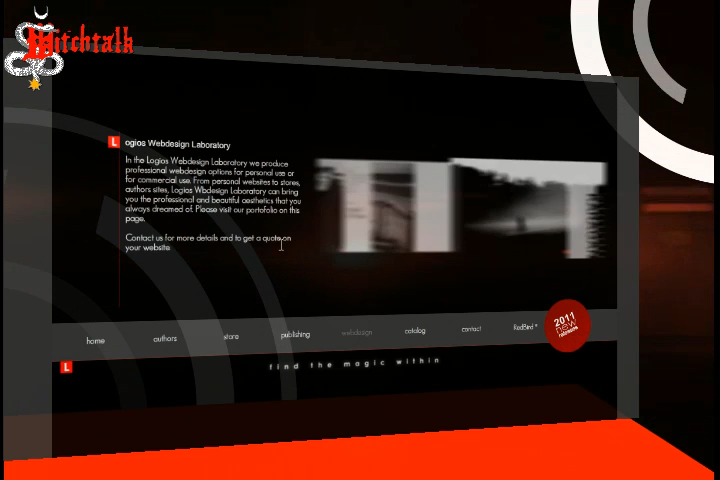 Witchtalk
L ogios Webdesign Laboratory
In the Logios Webdesign Laboratory we produce
professional webdesign options for personal use or
for commercial use. From personal websites to stores,
authors sites, Logios Wbdesign Laboratory can bring
you the professional and beautiful aesthetics that you
always dreamed of. Please visit our portofolio on this
page.
Contact us for more details and to get a quote on
your website.
home authors store publishing webdesign catalog contact RedBird *
2011
new
releases
L
find the magic within